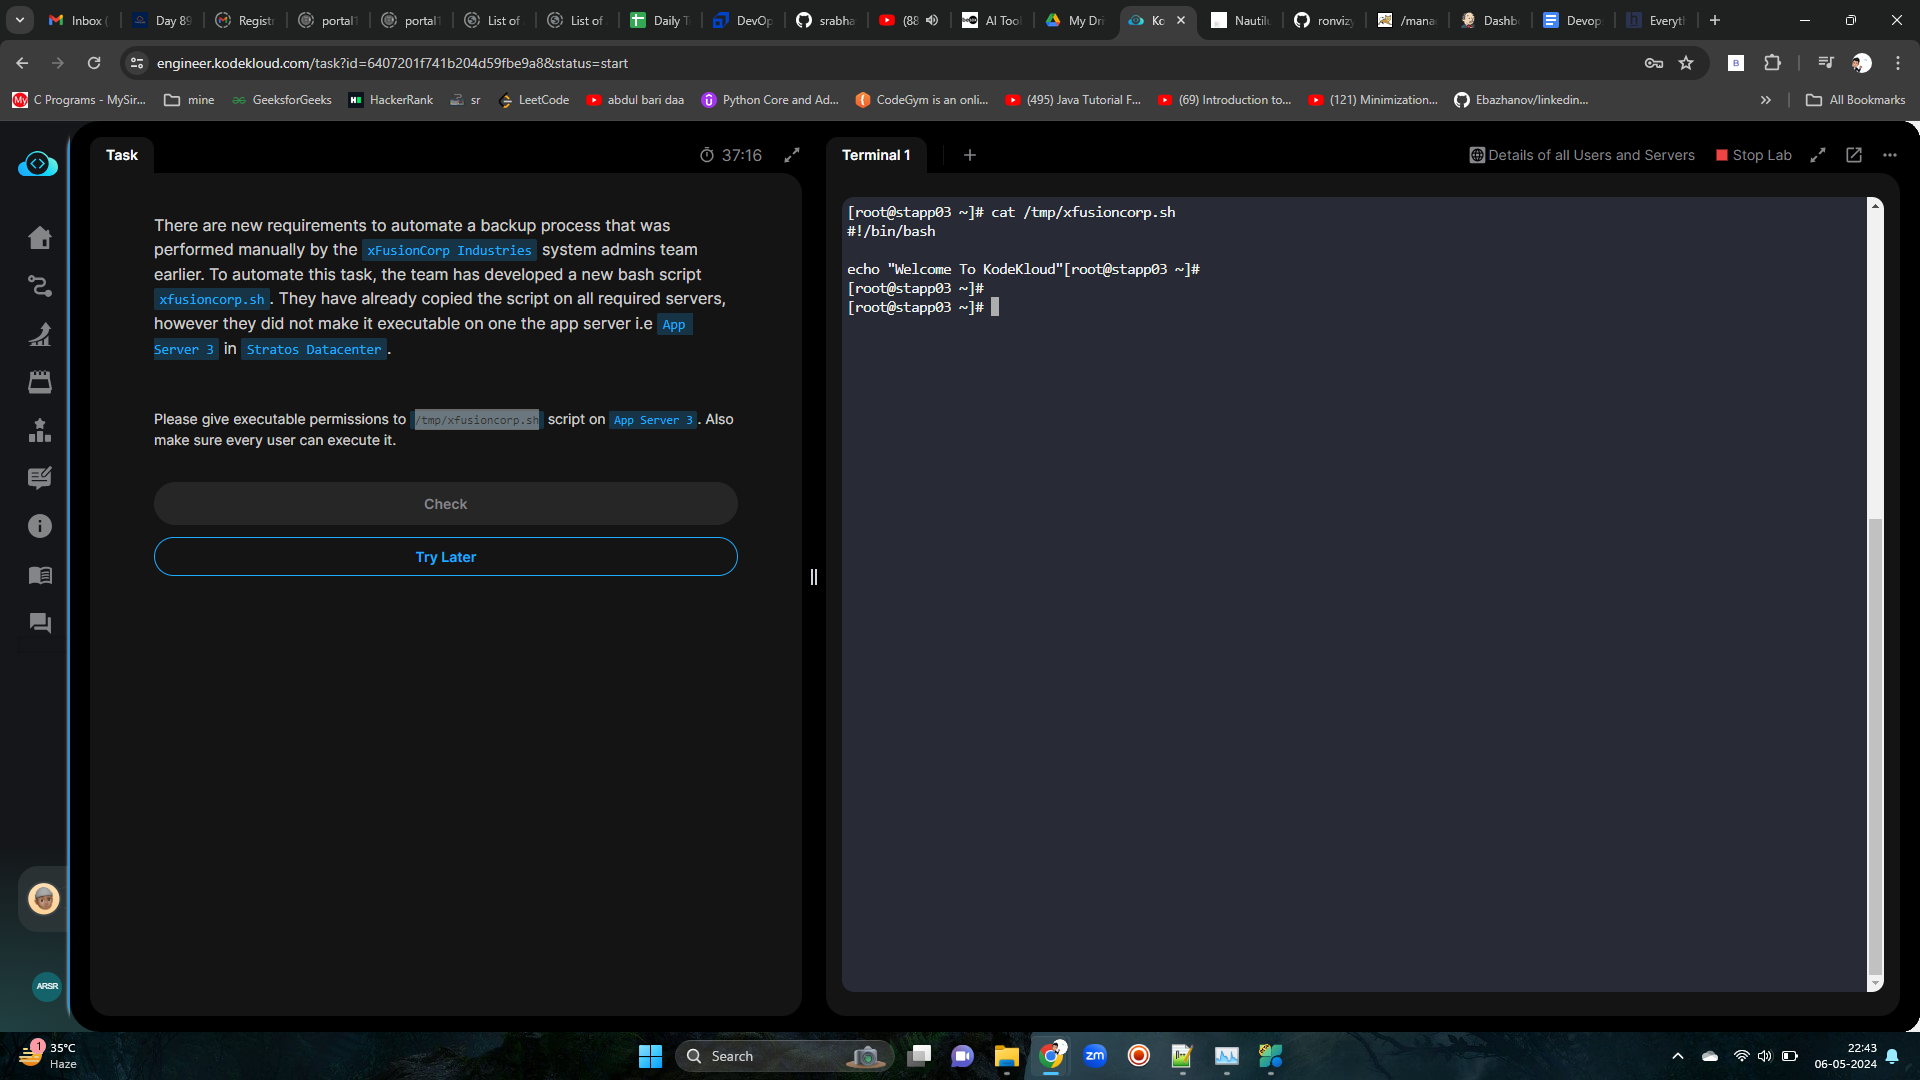 Inbox (
Day 89
Registr
portal1
portal1
List of
List of
Daily T
DevOp
srabha
(88
AI Tool
My Dri
Ko
Nautilu
ronvizy
/mana
Dashb
Devop
Everyt
engineer.kodekloud.com/task?id=6407201f741b204d59fbe9a8&status=start
C Programs - MySir...
mine
GeeksforGeeks
HackerRank
sr
LeetCode
abdul bari daa
Python Core and Ad...
CodeGym is an onli...
(495) Java Tutorial F...
(69) Introduction to...
(121) Minimization...
Ebazhanov/linkedin...
All Bookmarks
Task
37:16
There are new requirements to automate a backup process that was
performed manually by the xFusionCorp Industries system admins team
earlier. To automate this task, the team has developed a new bash script
xfusioncorp.sh. They have already copied the script on all required servers,
however they did not make it executable on one the app server i.e App
Server 3 in Stratos Datacenter.
Please give executable permissions to /tmp/xfusioncorp.sh script on App Server 3. Also
make sure every user can execute it.
Check
Try Later
Terminal 1
Details of all Users and Servers
Stop Lab
[root@stapp03 ~]# cat /tmp/xfusioncorp.sh
#!/bin/bash
echo "Welcome To KodeKloud"[root@stapp03 ~]#
[root@stapp03 ~]#
[root@stapp03 ~]#
ARSR
1
35°C
Haze
Search
zm
22:43
06-05-2024